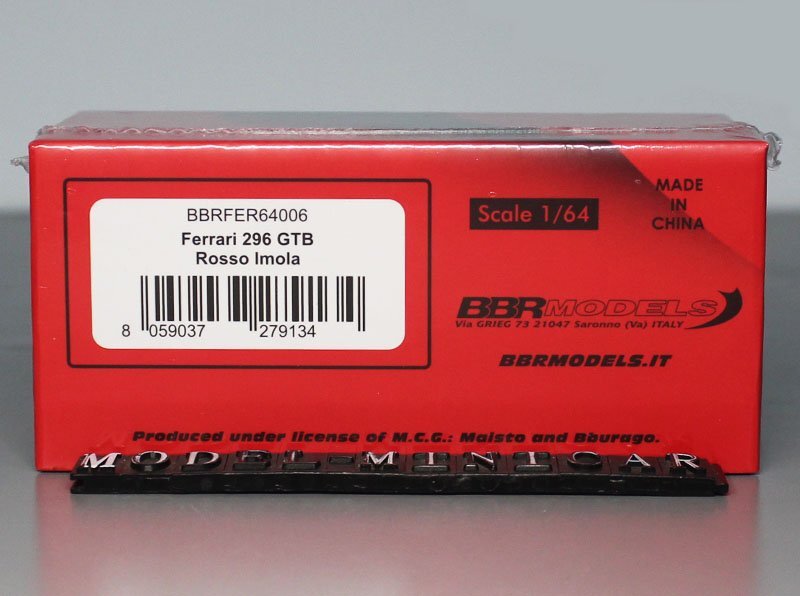 BBRFER64006
Ferrari 296 GTB
Rosso Imola
8 059037 279134
Scale 1/64
MADE
IN
CHINA
BBRMODELS
Via GRIEG 73 21047 Saronno (Va) ITALY
BBRMODELS.IT
Produced under license of M.C.G.: Maisto and Bburago.
MODEL-MINICAR